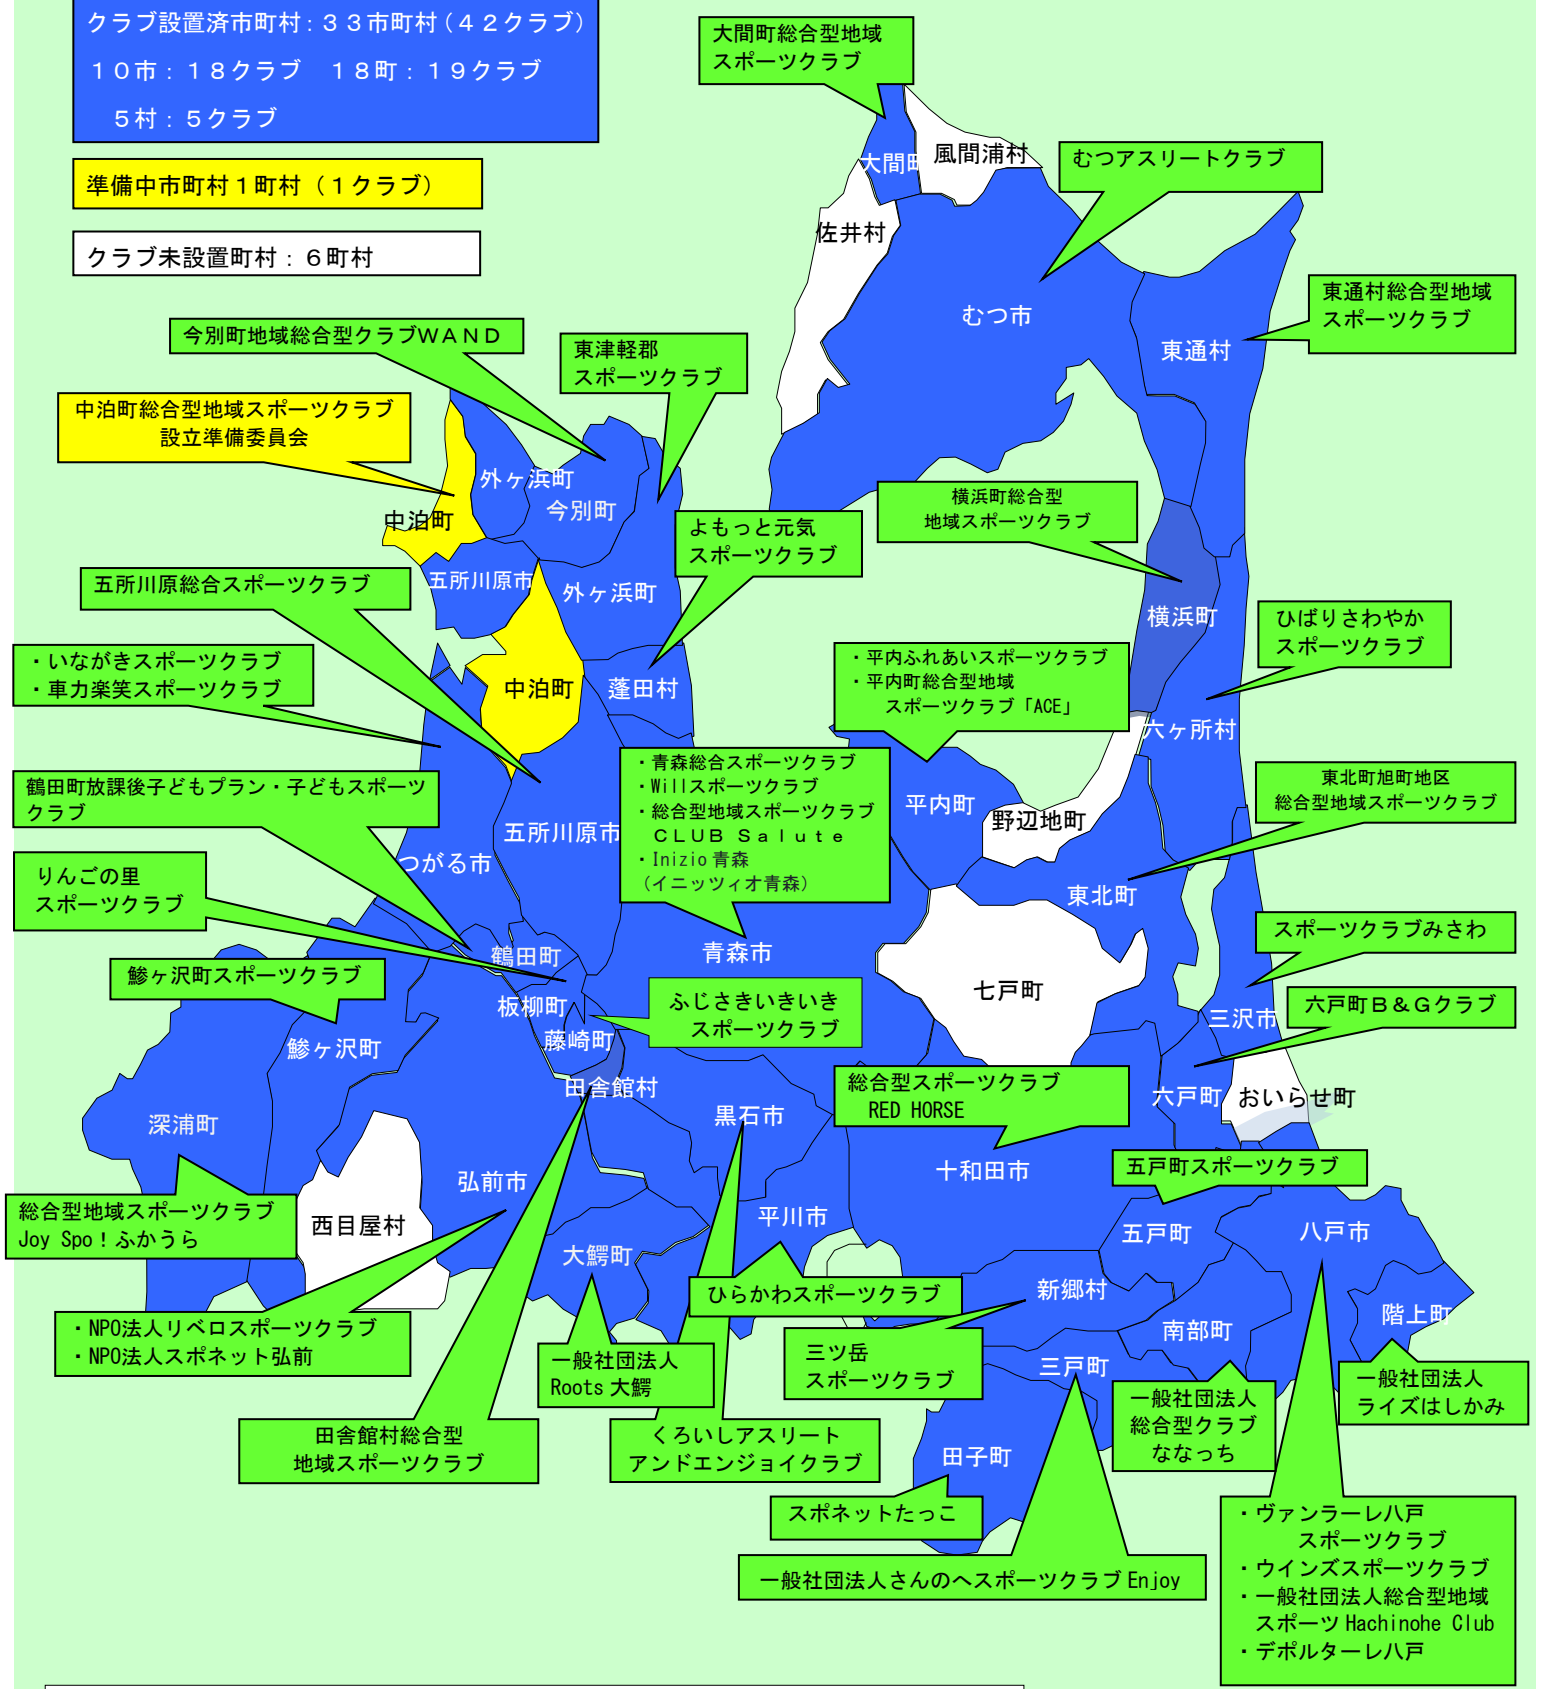 クラブ設置済市町村：３３市町村（４２クラブ）
１０市：１８クラブ　１８町：１９クラブ
５村：５クラブ
準備中市町村１町村（１クラブ）
クラブ未設置町村：６町村
大間町総合型地域
スポーツクラブ
大間町
風間浦村
佐井村
むつアスリートクラブ
むつ市
東通村総合型地域
スポーツクラブ
東通村
今別町地域総合型クラブＷＡＮＤ
東津軽郡
スポーツクラブ
中泊町総合型地域スポーツクラブ
設立準備委員会
外ヶ浜町
今別町
中泊町
よもっと元気
スポーツクラブ
横浜町総合型
地域スポーツクラブ
五所川原総合スポーツクラブ
五所川原市
外ヶ浜町
横浜町
ひばりさわやか
スポーツクラブ
・いながきスポーツクラブ
・車力楽笑スポーツクラブ
中泊町
蓬田村
・平内ふれあいスポーツクラブ
・平内町総合型地域
スポーツクラブ「ACE」
六ヶ所村
鶴田町放課後子どもプラン・子どもスポーツ
クラブ
・青森総合スポーツクラブ
・Willスポーツクラブ
・総合型地域スポーツクラブ
ＣＬＵＢ Ｓａｌｕｔｅ
・Inizio 青森
（イニッツィオ青森）
平内町
野辺地町
東北町旭町地区
総合型地域スポーツクラブ
五所川原市
つがる市
りんごの里
スポーツクラブ
東北町
スポーツクラブみさわ
鶴田町
青森市
鰺ヶ沢町スポーツクラブ
七戸町
板柳町
ふじさきいきいき
スポーツクラブ
六戸町Ｂ＆Ｇクラブ
三沢市
鰺ヶ沢町
藤崎町
田舎館村
総合型スポーツクラブ
RED HORSE
六戸町
おいらせ町
深浦町
黒石市
十和田市
五戸町スポーツクラブ
弘前市
総合型地域スポーツクラブ
Joy Spo！ふかうら
西目屋村
平川市
五戸町
八戸市
大鰐町
ひらかわスポーツクラブ
新郷村
階上町
・NPO法人リベロスポーツクラブ
・NPO法人スポネット弘前
南部町
一般社団法人
Roots 大鰐
三ツ岳
スポーツクラブ
三戸町
一般社団法人
総合型クラブ
ななっち
一般社団法人
ライズはしかみ
田舎館村総合型
地域スポーツクラブ
くろいしアスリート
アンドエンジョイクラブ
田子町
スポネットたっこ
一般社団法人さんのへスポーツクラブ Enjoy
・ヴァンラーレ八戸
スポーツクラブ
・ウインズスポーツクラブ
・一般社団法人総合型地域
スポーツ Hachinohe Club
・デポルターレ八戸